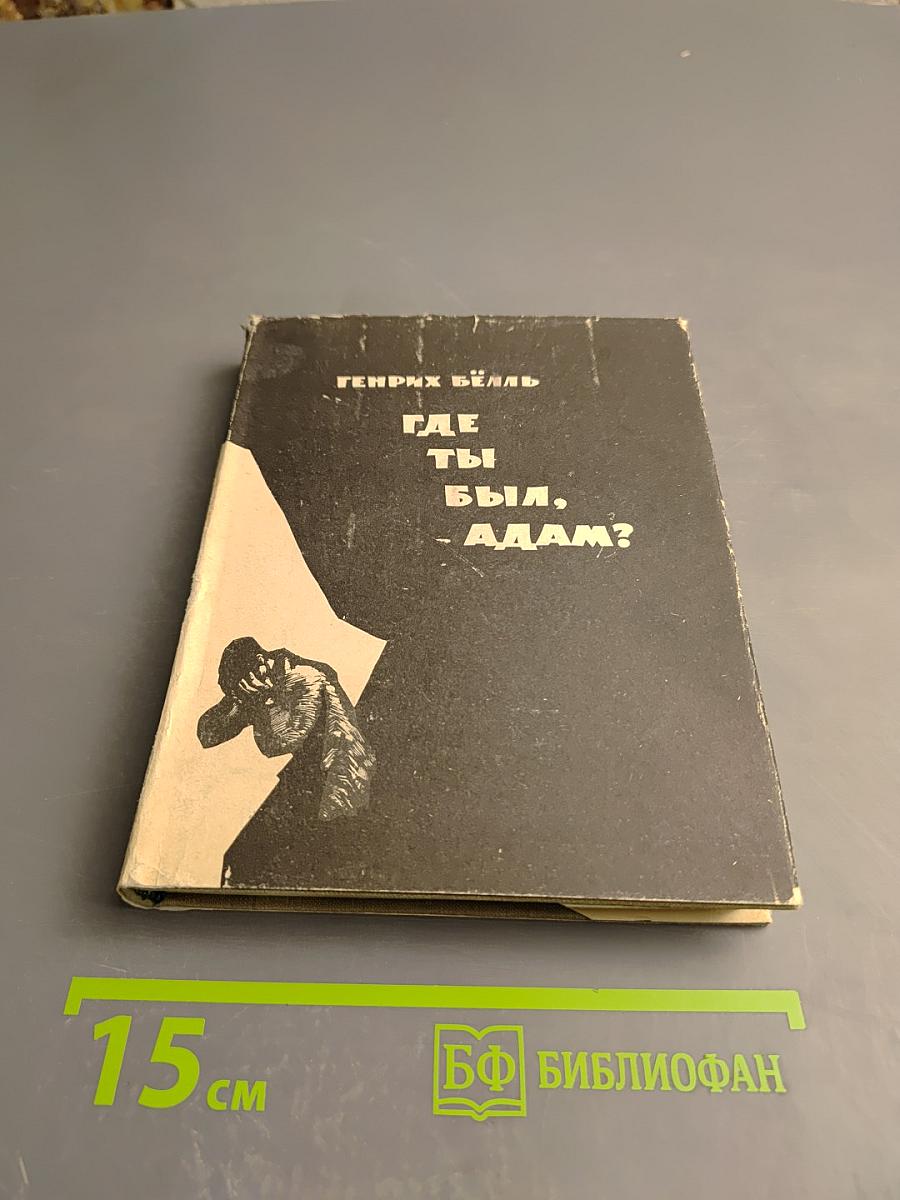 ГЕНРИХ БЁЛЛЬ
ГДЕ
ТЫ
БЫЛ,
АДАМ?
15 СМ
БФ БИБЛИОФАН